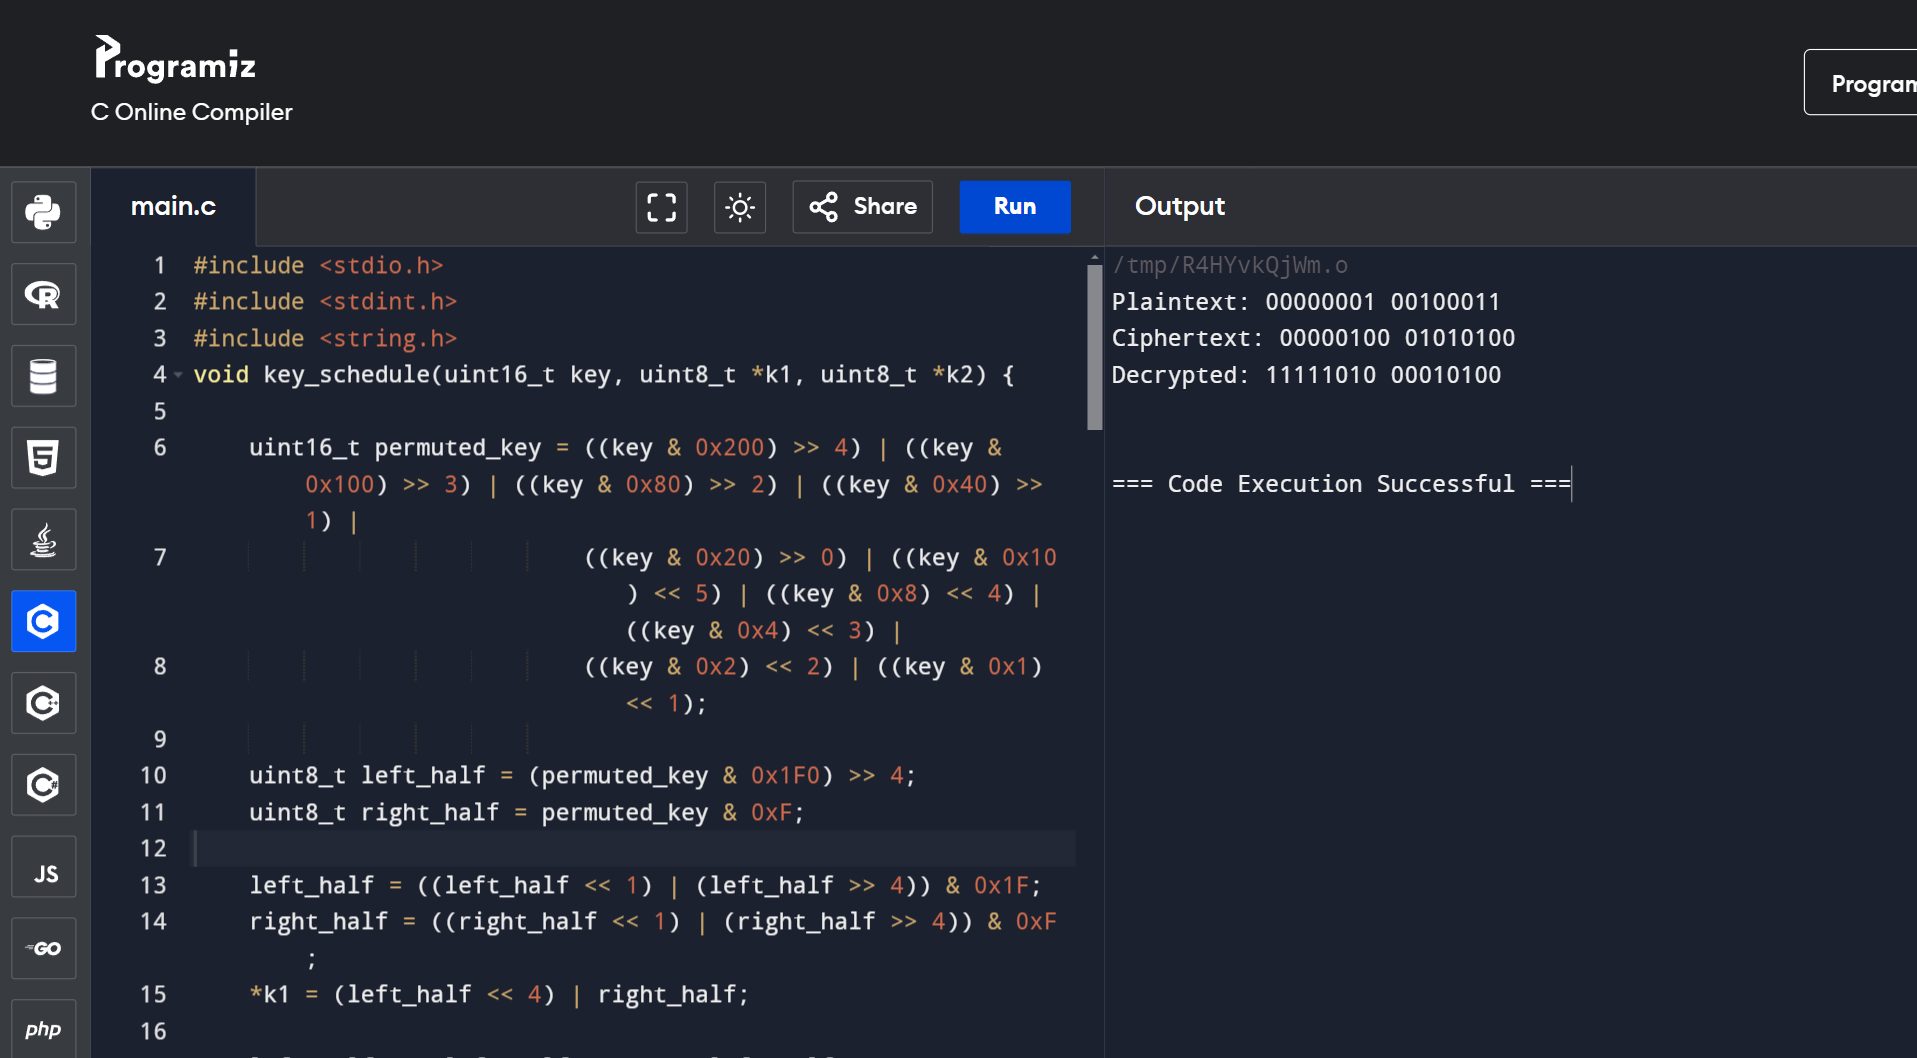 Programiz
C Online Compiler
Program
main.c
Share
Run
Output
1 #include <stdio.h>
2 #include <stdint.h>
3 #include <string.h>
4 void key_schedule(uint16_t key, uint8_t *k1, uint8_t *k2) {
5
6 uint16_t permuted_key = ((key & 0x200) >> 4) | ((key &
0x100) >> 3) | ((key & 0x80) >> 2) | ((key & 0x40) >>
1) |
7 ((key & 0x20) >> 0) | ((key & 0x10
) << 5) | ((key & 0x8) << 4) |
((key & 0x4) << 3) |
8 ((key & 0x2) << 2) | ((key & 0x1)
<< 1);
9
10 uint8_t left_half = (permuted_key & 0x1F0) >> 4;
11 uint8_t right_half = permuted_key & 0xF;
12
13 left_half = ((left_half << 1) | (left_half >> 4)) & 0x1F;
14 right_half = ((right_half << 1) | (right_half >> 4)) & 0xF
;
15 *k1 = (left_half << 4) | right_half;
16
/tmp/R4HYvkQjWm.o
Plaintext: 00000001 00100011
Ciphertext: 00000100 01010100
Decrypted: 11111010 00010100
=== Code Execution Successful ===
R
5
C
C++
C#
JS
GO
php